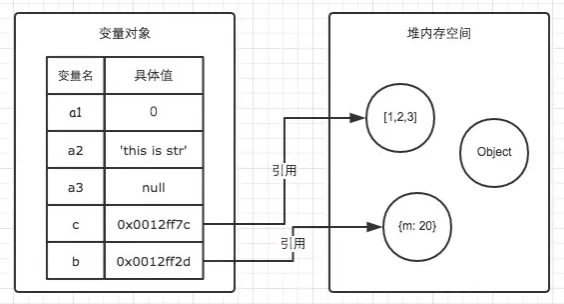 变量对象
堆内存空间
变量名 具体值
a1 0
a2 'this is str'
a3 null
c 0x0012ff7c
b 0x0012ff2d
引用
引用
[1,2,3]
Object
{m: 20}